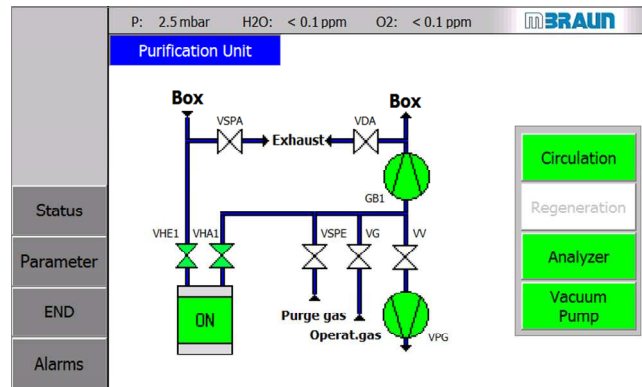 P: 2.5 mbar H2O: < 0.1 ppm O2: < 0.1 ppm mBRAUN
Purification Unit
Box Box
VSPA VDA
Exhaust
Circulation
GB1
Status
Regeneration
VHE1 VHA1 VSPE VG VV
Parameter
Analyzer
END
ON
Purge gas
Vacuum
Pump
Operat.gas
VPG
Alarms